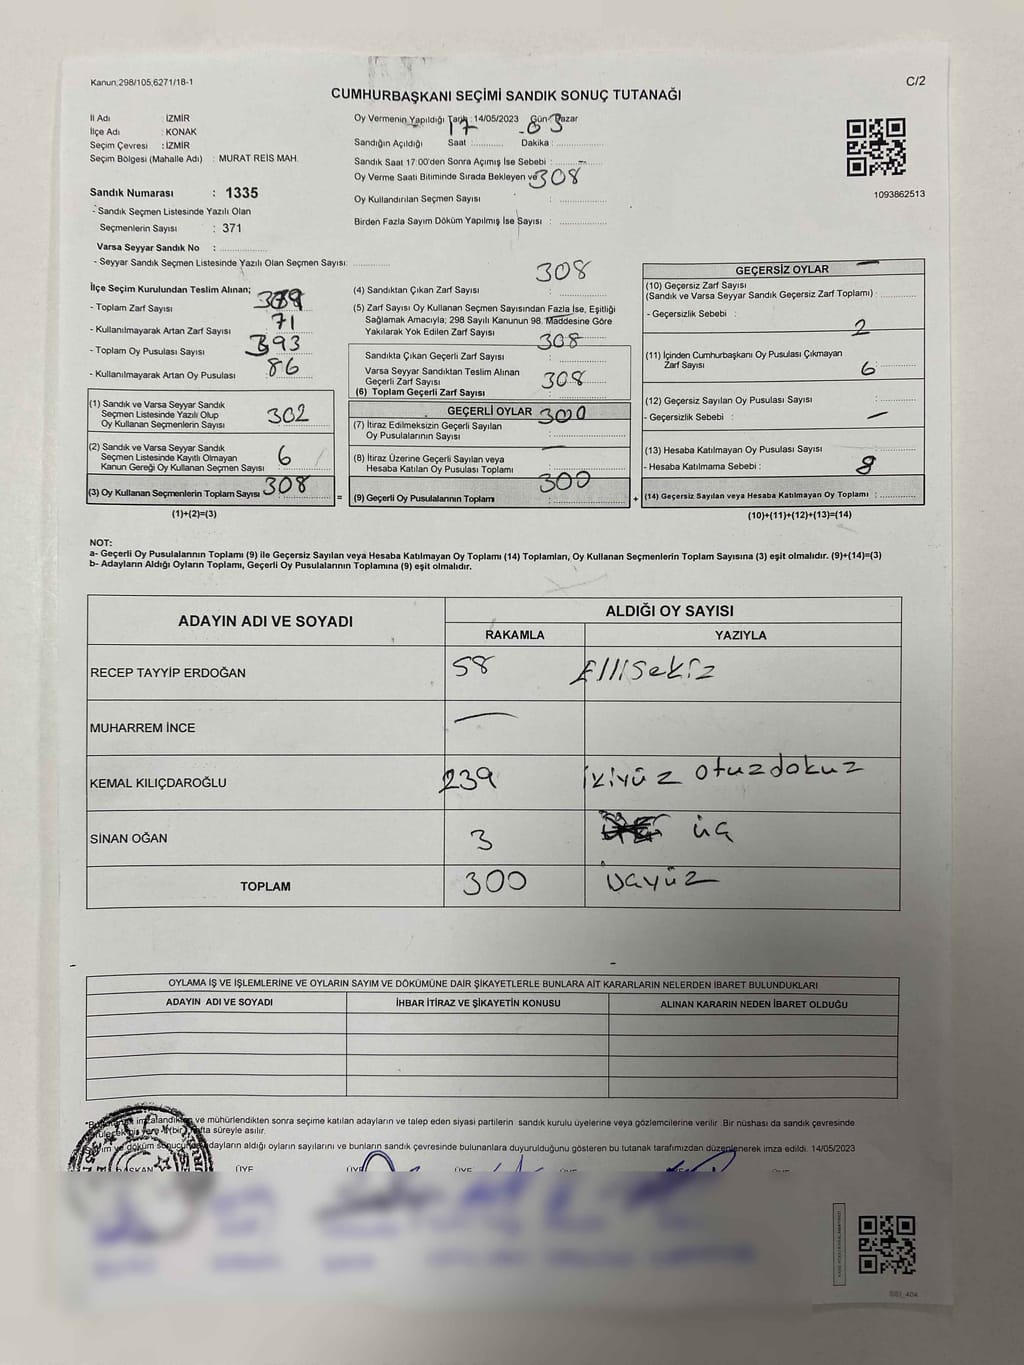 Kanun;298/105,6271/18-1
C/2
CUMHURBAŞKANI SEÇİMİ SANDIK SONUÇ TUTANAĞI
İl Adı : İZMİR
İlçe Adı : KONAK
Seçim Çevresi : İZMİR
Seçim Bölgesi (Mahalle Adı) : MURAT REİS MAH.
Sandık Numarası : 1335
- Sandık Seçmen Listesinde Yazılı Olan
Seçmenlerin Sayısı : 371
Varsa Seyyar Sandık No :
- Seyyar Sandık Seçmen Listesinde Yazılı Olan Seçmen Sayısı:
Oy Vermenin Yapıldığı Tarih :14/05/2023 Gün Pazar
17 03
Sandığın Açıldığı Saat : Dakika :
Sandık Saat 17:00'den Sonra Açımış İse Sebebi :
Oy Verme Saati Bitiminde Sırada Bekleyen ve 308
Oy Kullandırılan Seçmen Sayısı :
Birden Fazla Sayım Döküm Yapılmış İse Sayısı :
1093862513
İlçe Seçim Kurulundan Teslim Alınan;
- Toplam Zarf Sayısı 379
- Kullanılmayarak Artan Zarf Sayısı 71
- Toplam Oy Pusulası Sayısı 393
- Kullanılmayarak Artan Oy Pusulası 86
(1) Sandık ve Varsa Seyyar Sandık
Seçmen Listesinde Yazılı Olup
Oy Kullanan Seçmenlerin Sayısı 302
(2) Sandık ve Varsa Seyyar Sandık
Seçmen Listesinde Kayıtlı Olmayan
Kanun Gereği Oy Kullanan Seçmen Sayısı 6
(3) Oy Kullanan Seçmenlerin Toplam Sayısı 308
(1)+(2)=(3)
308
(4) Sandıktan Çıkan Zarf Sayısı :
(5) Zarf Sayısı Oy Kullanan Seçmen Sayısından Fazla İse, Eşitliği
Sağlamak Amacıyla; 298 Sayılı Kanunun 98. Maddesine Göre
Yakılarak Yok Edilen Zarf Sayısı
308
Sandıkta Çıkan Geçerli Zarf Sayısı :
Varsa Seyyar Sandıktan Teslim Alınan
Geçerli Zarf Sayısı 308
(6) Toplam Geçerli Zarf Sayısı :
GEÇERLİ OYLAR 300
(7) İtiraz Edilmeksizin Geçerli Sayılan
Oy Pusulalarının Sayısı :
(8) İtiraz Üzerine Geçerli Sayılan veya
Hesaba Katılan Oy Pusulası Toplamı :
300
= (9) Geçerli Oy Pusulalarının Toplamı :
GEÇERSİZ OYLAR
(10) Geçersiz Zarf Sayısı
(Sandık ve Varsa Seyyar Sandık Geçersiz Zarf Toplamı) :
- Geçersizlik Sebebi :
2
(11) İçinden Cumhurbaşkanı Oy Pusulası Çıkmayan
Zarf Sayısı : 6
(12) Geçersiz Sayılan Oy Pusulası Sayısı :
- Geçersizlik Sebebi :
(13) Hesaba Katılmayan Oy Pusulası Sayısı :
- Hesaba Katılmama Sebebi : 8
+ (14) Geçersiz Sayılan veya Hesaba Katılmayan Oy Toplamı :
(10)+(11)+(12)+(13)=(14)
NOT:
a- Geçerli Oy Pusulalarının Toplamı (9) ile Geçersiz Sayılan veya Hesaba Katılmayan Oy Toplamı (14) Toplamları, Oy Kullanan Seçmenlerin Toplam Sayısına (3) eşit olmalıdır. (9)+(14)=(3)
b- Adayların Aldığı Oyların Toplamı, Geçerli Oy Pusulalarının Toplamına (9) eşit olmalıdır.
ADAYIN ADI VE SOYADI ALDIĞI OY SAYISI
RAKAMLA YAZIYLA
RECEP TAYYİP ERDOĞAN 58 Ellisekiz
MUHARREM İNCE
KEMAL KILIÇDAROĞLU 239 ikiyüz otuzdokuz
SİNAN OĞAN 3 üç
TOPLAM 300 üçyüz
OYLAMA İŞ VE İŞLEMLERİNE VE OYLARIN SAYIM VE DÖKÜMÜNE DAİR ŞİKAYETLERLE BUNLARA AİT KARARLARIN NELERDEN İBARET BULUNDUKLARI
ADAYIN ADI VE SOYADI İHBAR İTİRAZ VE ŞİKAYETİN KONUSU ALINAN KARARIN NEDEN İBARET OLDUĞU
imzalandıktan ve mühürlendikten sonra seçime katılan adayların ve talep eden siyasi partilerin sandık kurulu üyelerine veya gözlemcilerine verilir. Bir nüshası da sandık çevresinde
hafta süreyle asılır.
döküm sonucunda adayların aldığı oyların sayılarını ve bunların sandık çevresinde bulunanlara duyurulduğunu gösteren bu tutanak tarafımızdan düzenlenerek imza edildi. 14/05/2023
BAŞKAN ÜYE ÜYE ÜYE